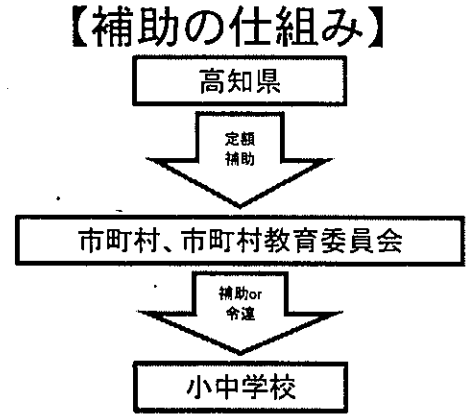 【補助の仕組み】
高知県
定額
補助
市町村、市町村教育委員会
補助or
令達
小中学校